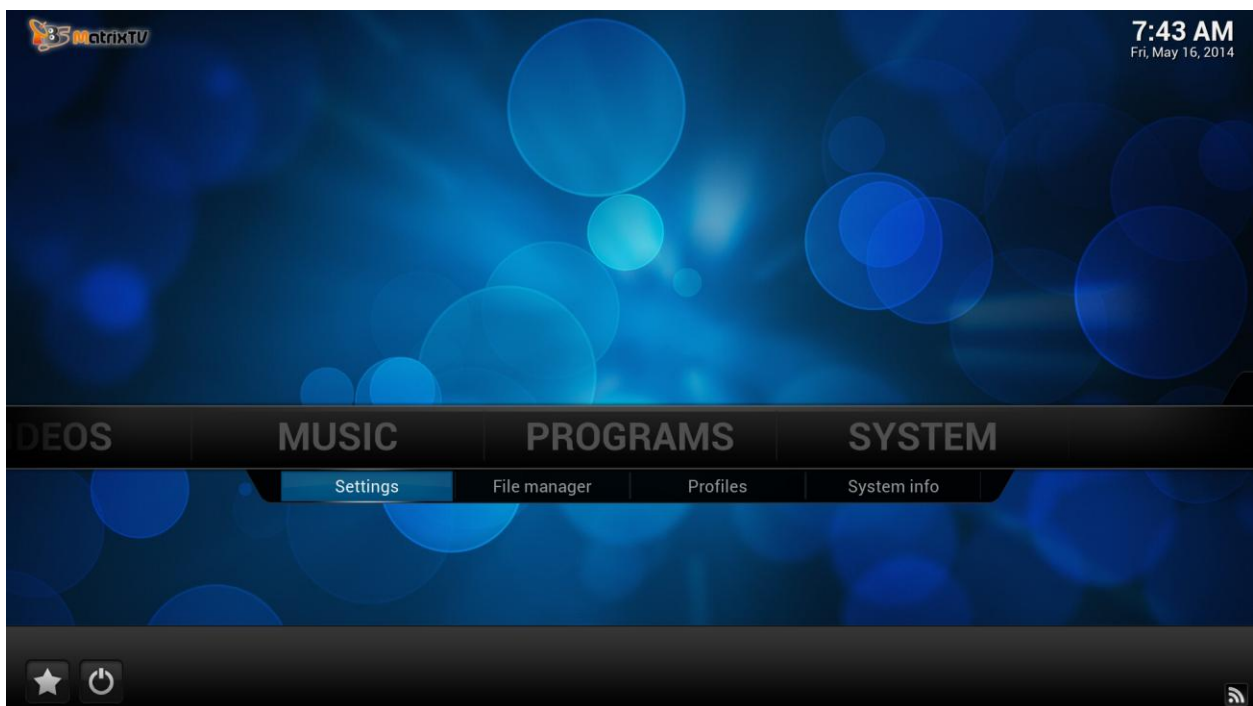 MatrixTV
7:43 AM
Fri, May 16, 2014
DEOS MUSIC PROGRAMS SYSTEM
Settings File manager Profiles System info